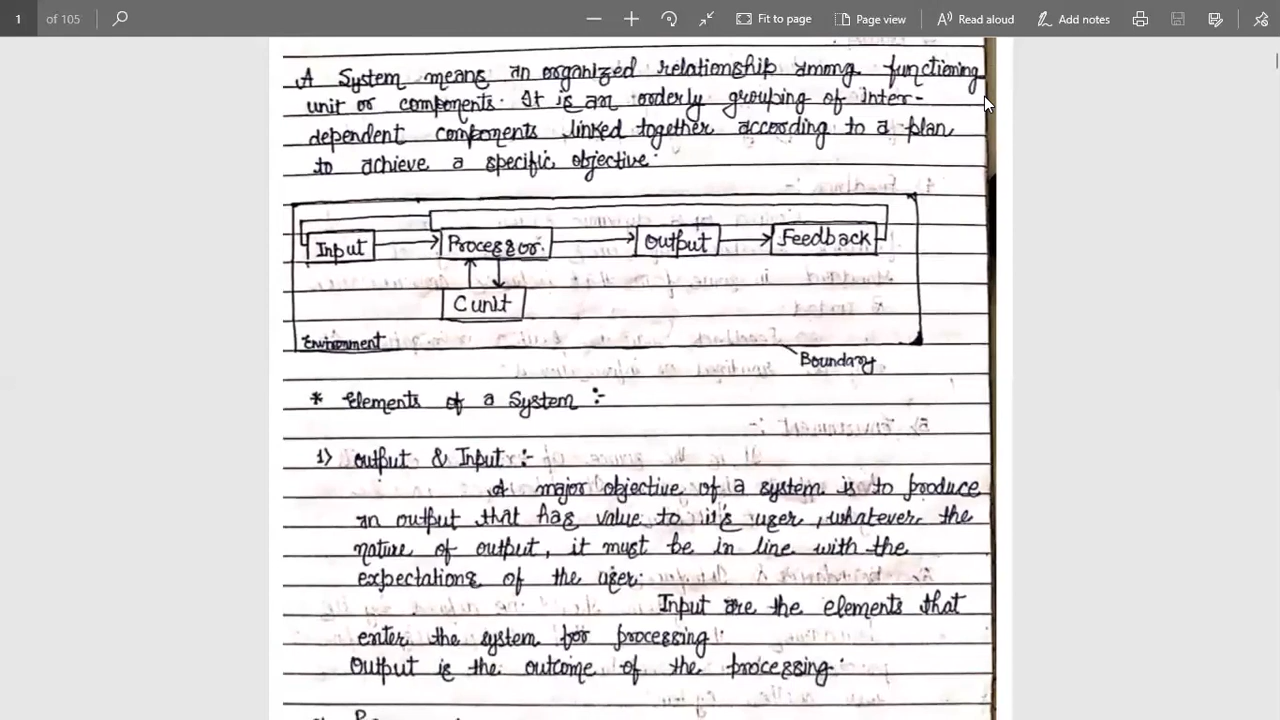 1 of 105 Fit to page Page view Read aloud Add notes
A System means an organized relationship among functioning
unit or components. It is an orderly grouping of inter-
dependent components linked together according to a plan
to achieve a specific objective.
Input Processor. Output Feedback
C unit
Environment
Boundary
* Elements of a System :-
1) Output & Input :-
A major objective of a system is to produce
an output that has value to it's user, whatever the
nature of output, it must be in line with the
expectations of the user.
Input are the elements that
enter the system for processing.
Output is the outcome of the processing.